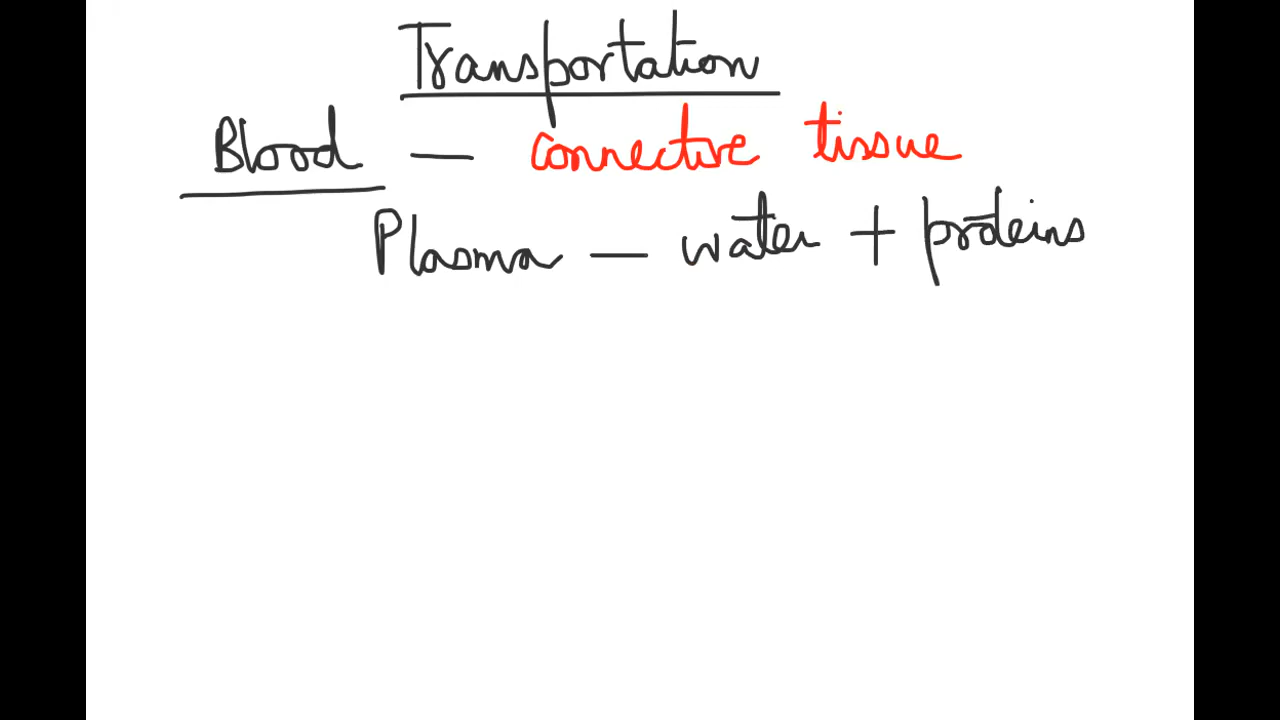 Transportation
Blood — connective tissue
Plasma — water + proteins